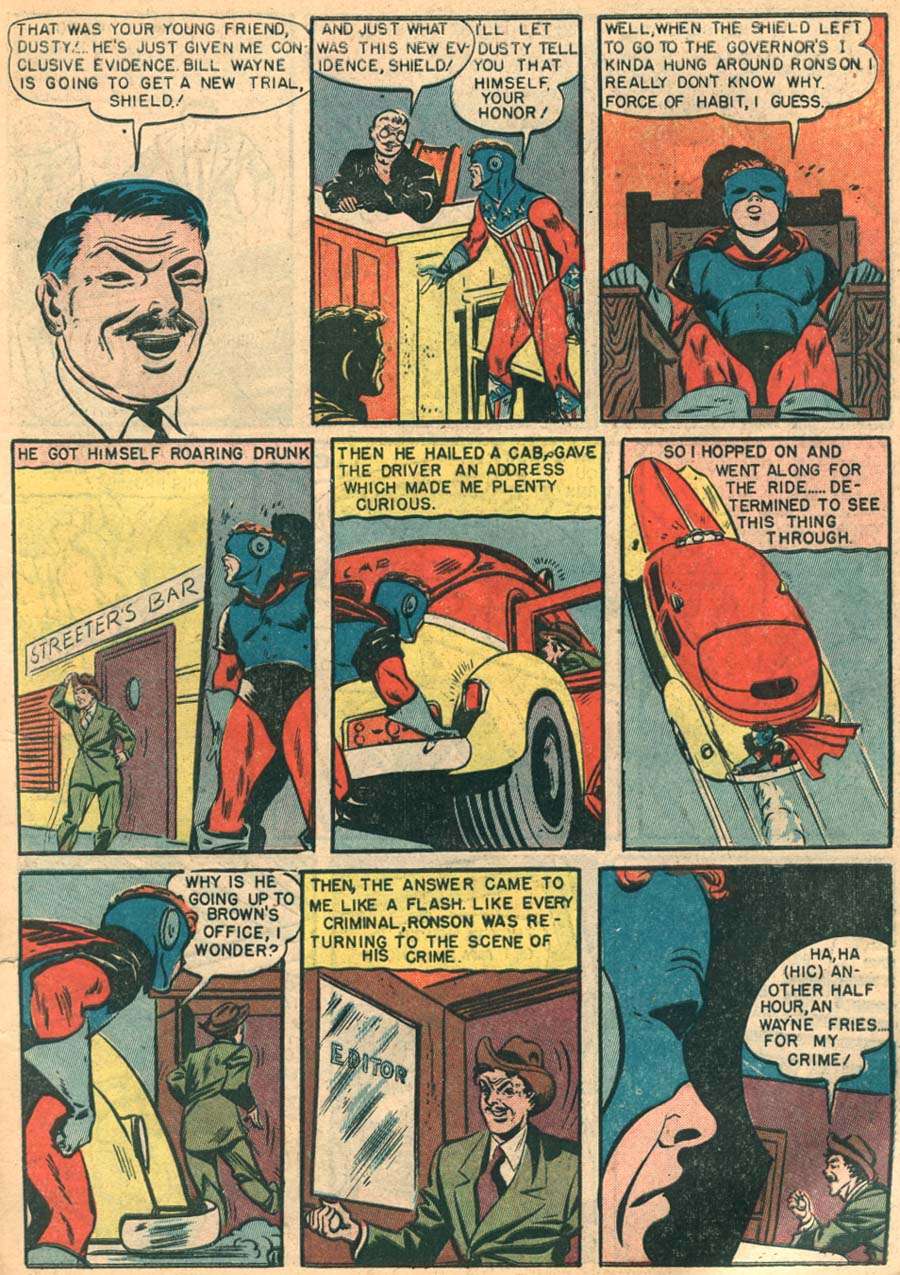 THAT WAS YOUR YOUNG FRIEND,
DUSTY!.. HE'S JUST GIVEN ME CON-
CLUSIVE EVIDENCE. BILL WAYNE
IS GOING TO GET A NEW TRIAL,
SHIELD!
AND JUST WHAT
WAS THIS NEW EV-
IDENCE, SHIELD!
I'LL LET
DUSTY TELL
YOU THAT
HIMSELF,
YOUR
HONOR!
WELL, WHEN THE SHIELD LEFT
TO GO TO THE GOVERNOR'S I
KINDA HUNG AROUND RONSON. I
REALLY DON'T KNOW WHY.
FORCE OF HABIT, I GUESS.
HE GOT HIMSELF ROARING DRUNK
STREETER'S BAR
THEN HE HAILED A CAB, GAVE
THE DRIVER AN ADDRESS
WHICH MADE ME PLENTY
CURIOUS.
CAB
SO I HOPPED ON AND
WENT ALONG FOR
THE RIDE..... DE-
TERMINED TO SEE
THIS THING
THROUGH.
WHY IS HE
GOING UP TO
BROWN'S
OFFICE, I
WONDER?
THEN, THE ANSWER CAME TO
ME LIKE A FLASH. LIKE EVERY
CRIMINAL, RONSON WAS RE-
TURNING TO THE SCENE OF
HIS CRIME.
EDITOR
HA, HA
(HIC) AN-
OTHER HALF
HOUR, AN
WAYNE FRIES....
FOR MY
CRIME!